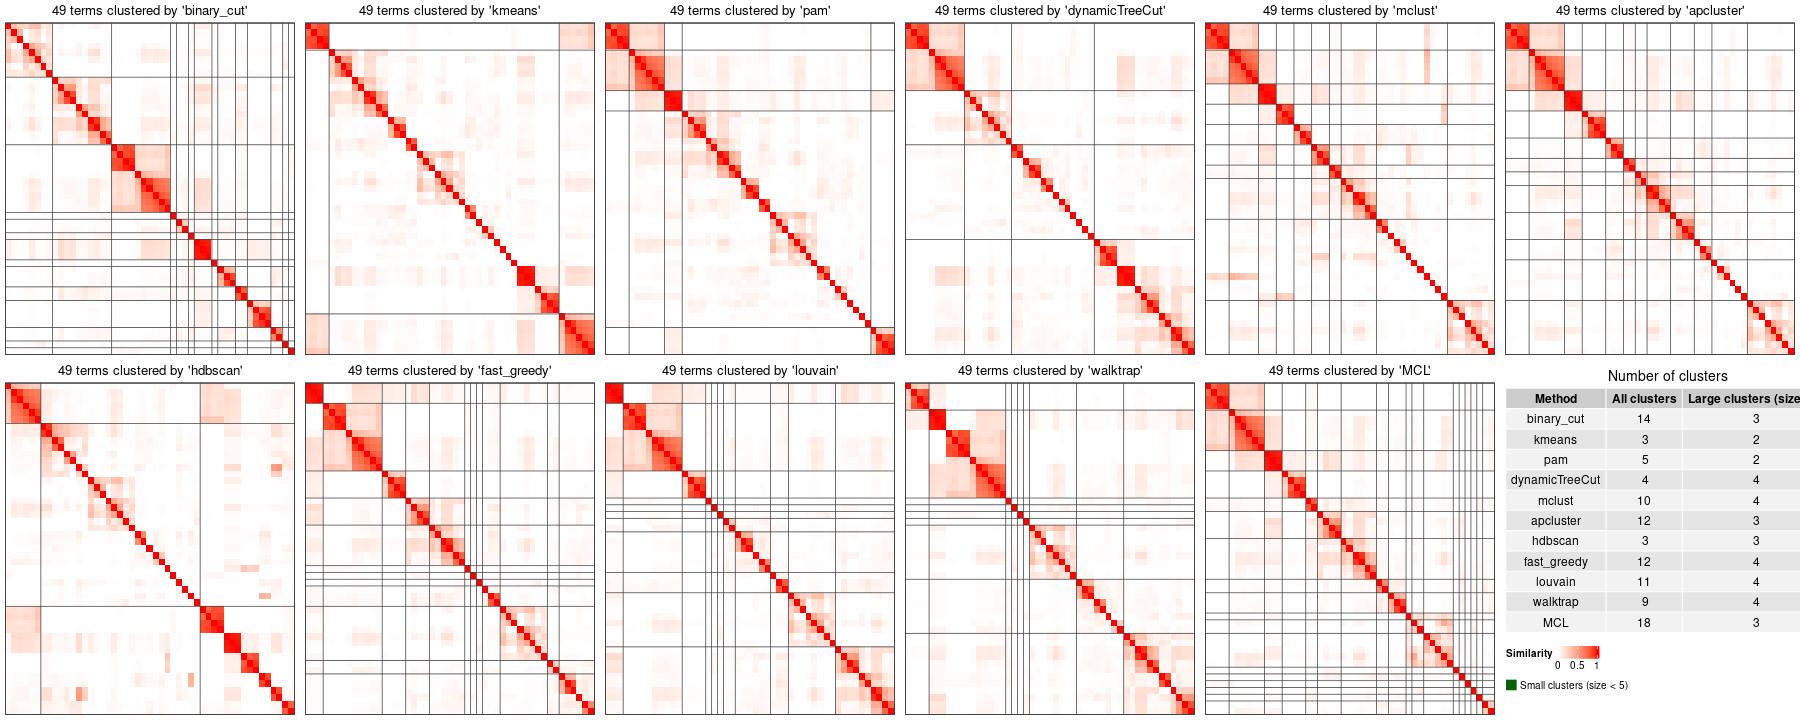 49 terms clustered by 'binary_cut'
49 terms clustered by 'kmeans'
49 terms clustered by 'pam'
49 terms clustered by 'dynamicTreeCut'
49 terms clustered by 'mclust'
49 terms clustered by 'apcluster'
49 terms clustered by 'hdbscan'
49 terms clustered by 'fast_greedy'
49 terms clustered by 'louvain'
49 terms clustered by 'walktrap'
49 terms clustered by 'MCL'
Number of clusters
Method All clusters Large clusters (size
binary_cut 14 3
kmeans 3 2
pam 5 2
dynamicTreeCut 4 4
mclust 10 4
apcluster 12 3
hdbscan 3 3
fast_greedy 12 4
louvain 11 4
walktrap 9 4
MCL 18 3
Similarity
0 0.5 1
Small clusters (size < 5)